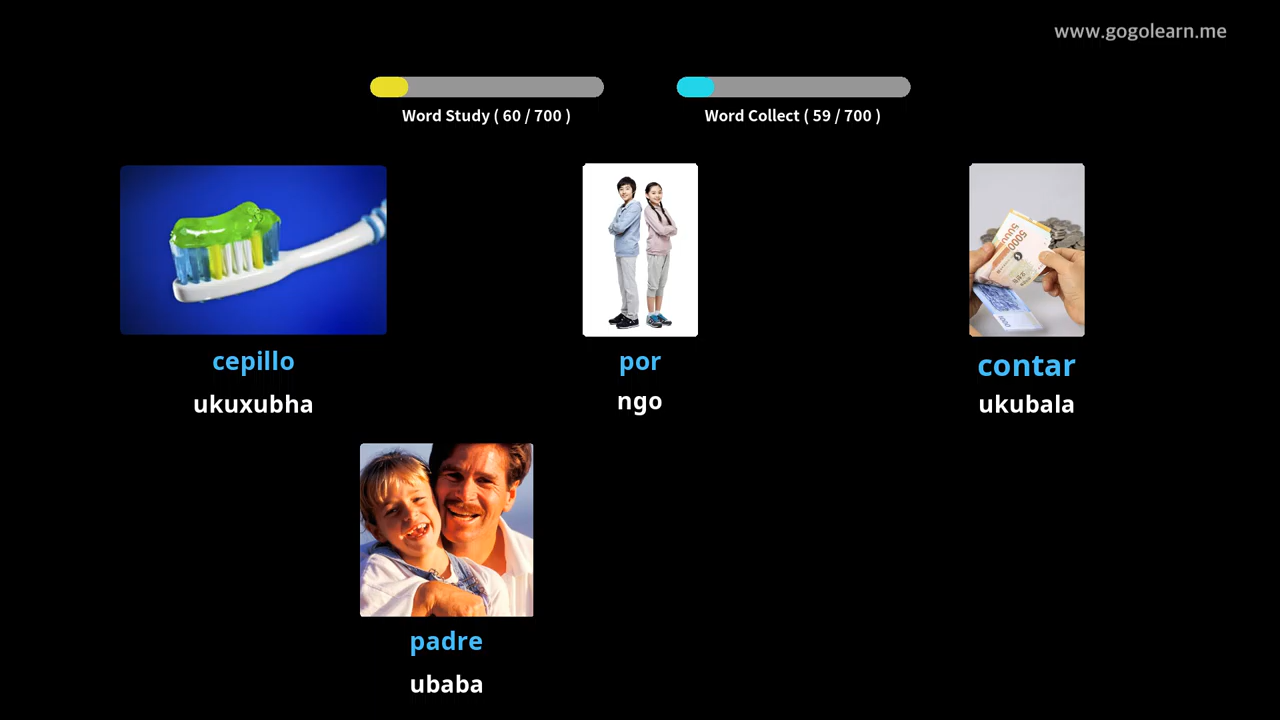 www.gogolearn.me
Word Study ( 60 / 700 )
Word Collect ( 59 / 700 )
cepillo
ukuxubha
por
ngo
contar
ukubala
padre
ubaba